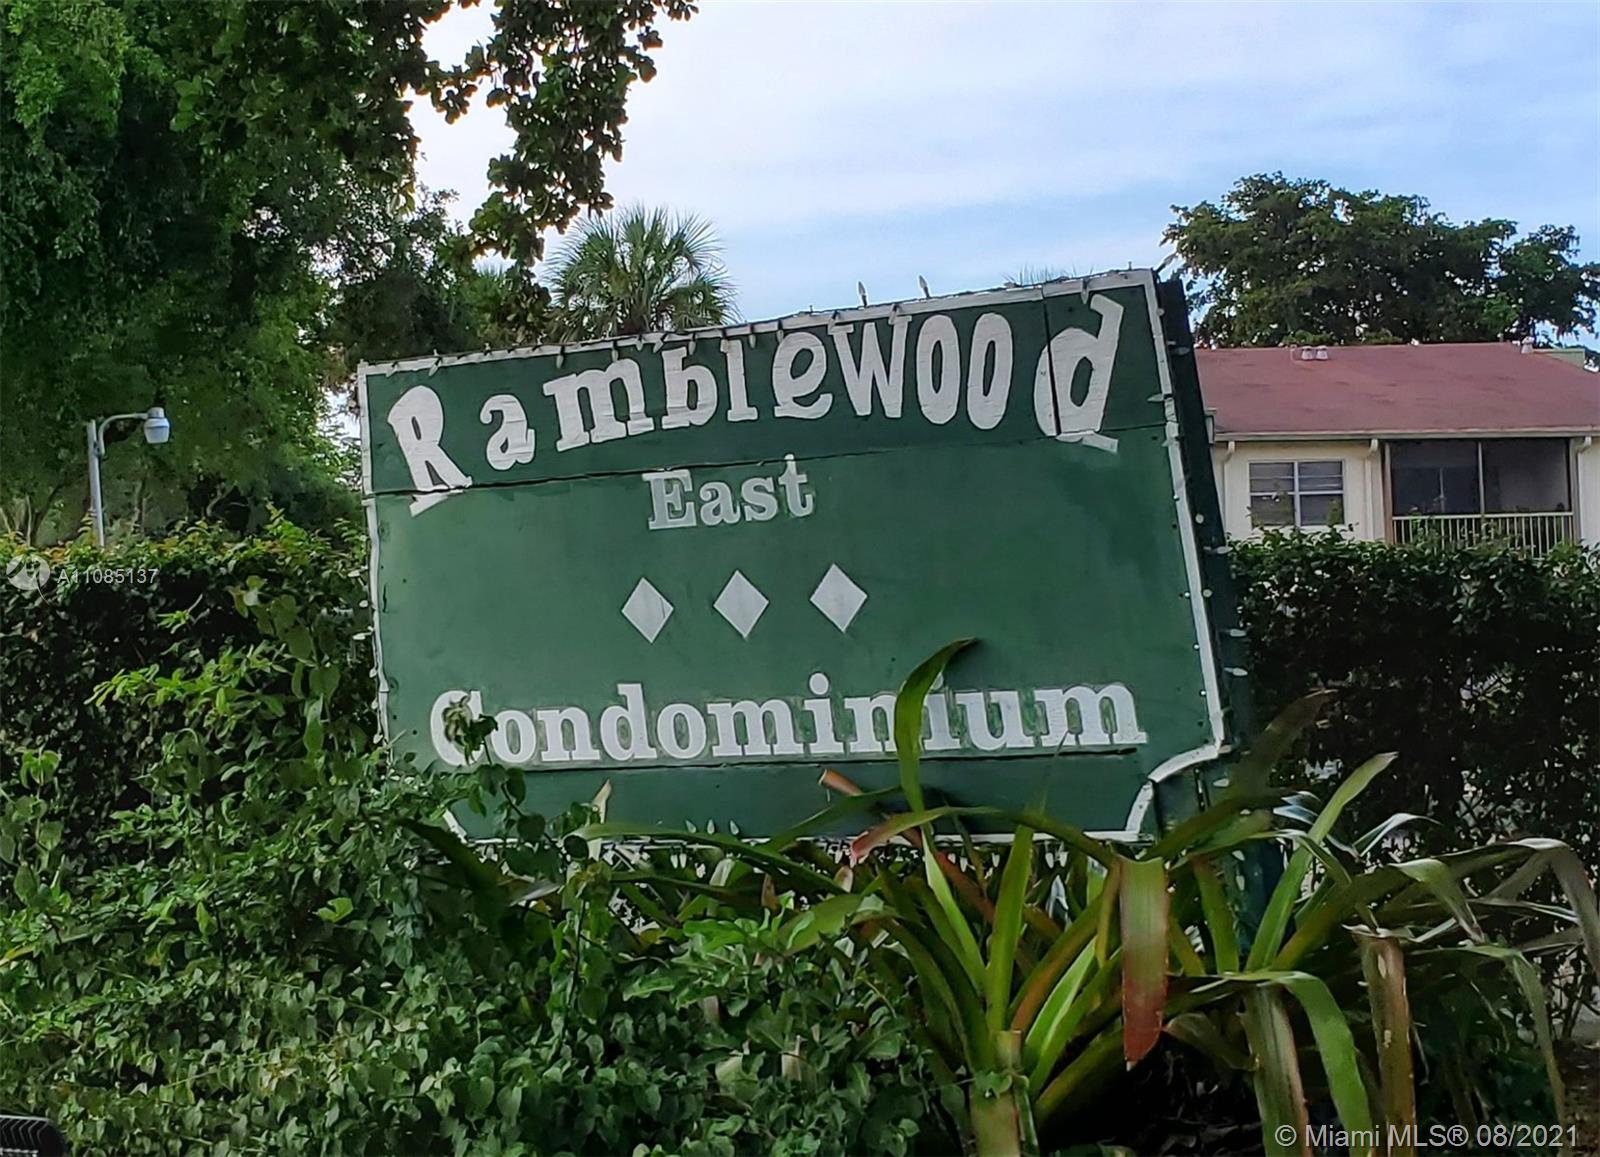 Ramblewood
East
Condominium
A11085137
© Miami MLS® 08/2021